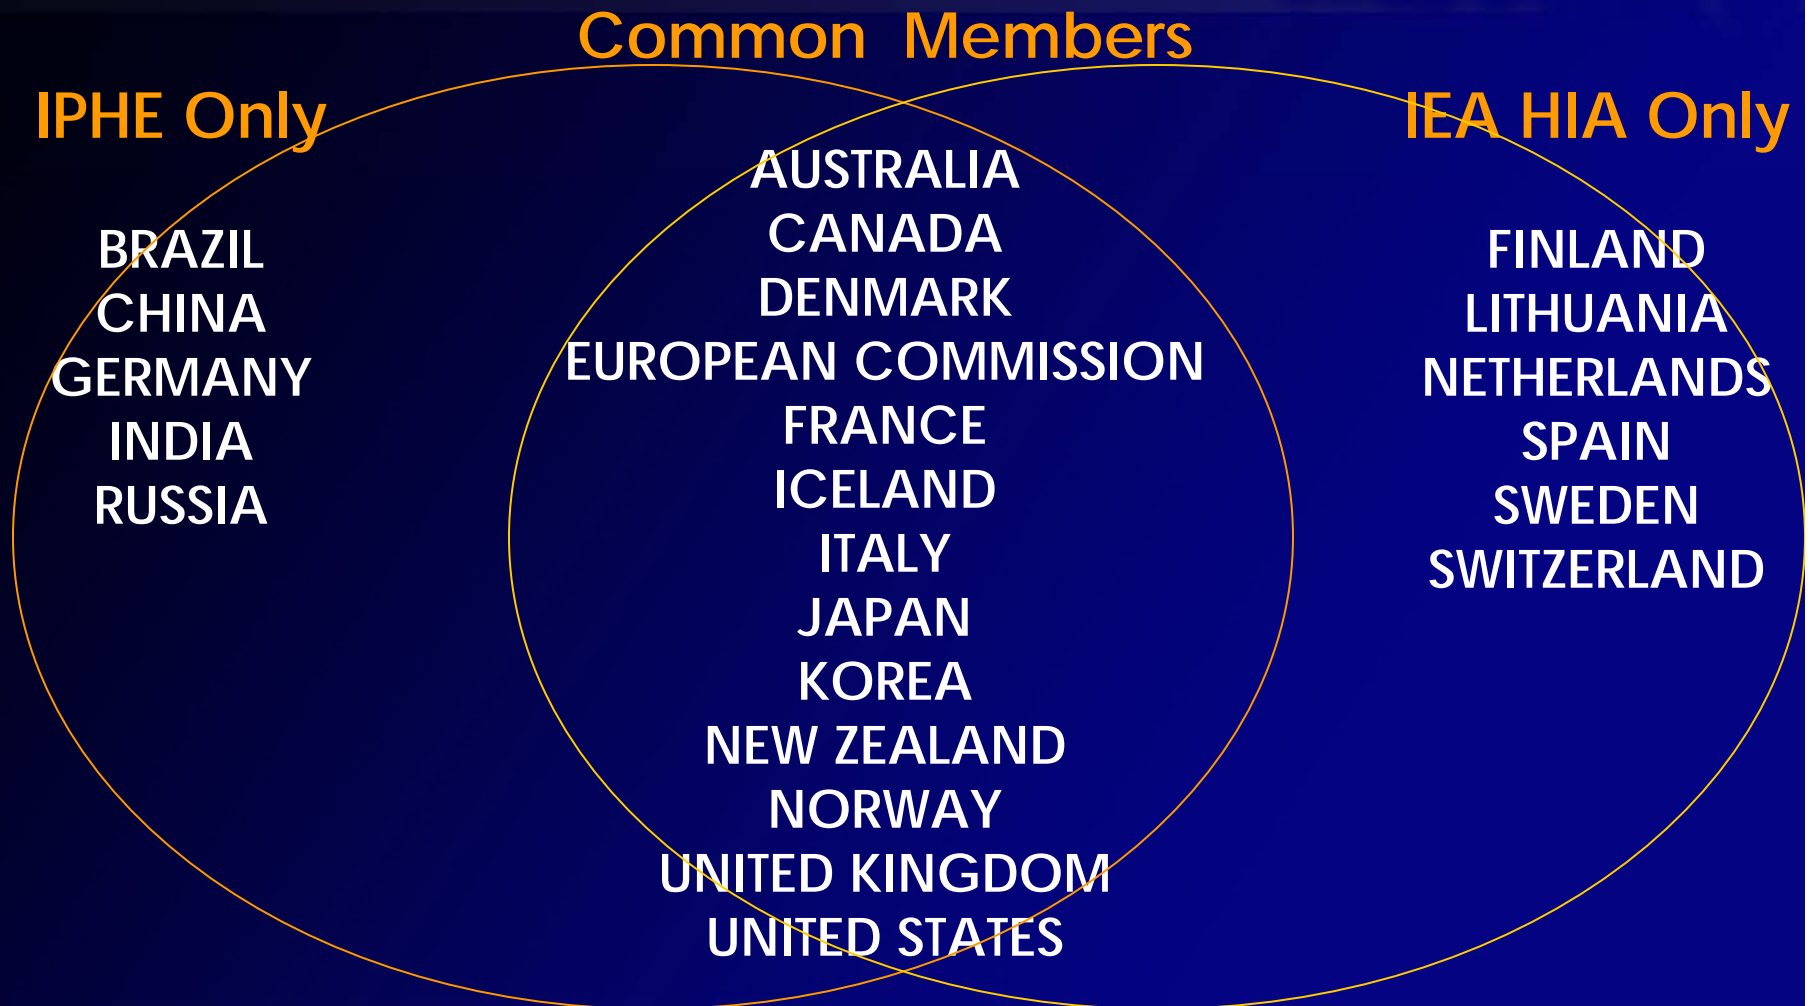 Common Members
IPHE Only
BRAZIL
CHINA
GERMANY
INDIA
RUSSIA
AUSTRALIA
CANADA
DENMARK
EUROPEAN COMMISSION
FRANCE
ICELAND
ITALY
JAPAN
KOREA
NEW ZEALAND
NORWAY
UNITED KINGDOM
UNITED STATES
IEA HIA Only
FINLAND
LITHUANIA
NETHERLANDS
SPAIN
SWEDEN
SWITZERLAND